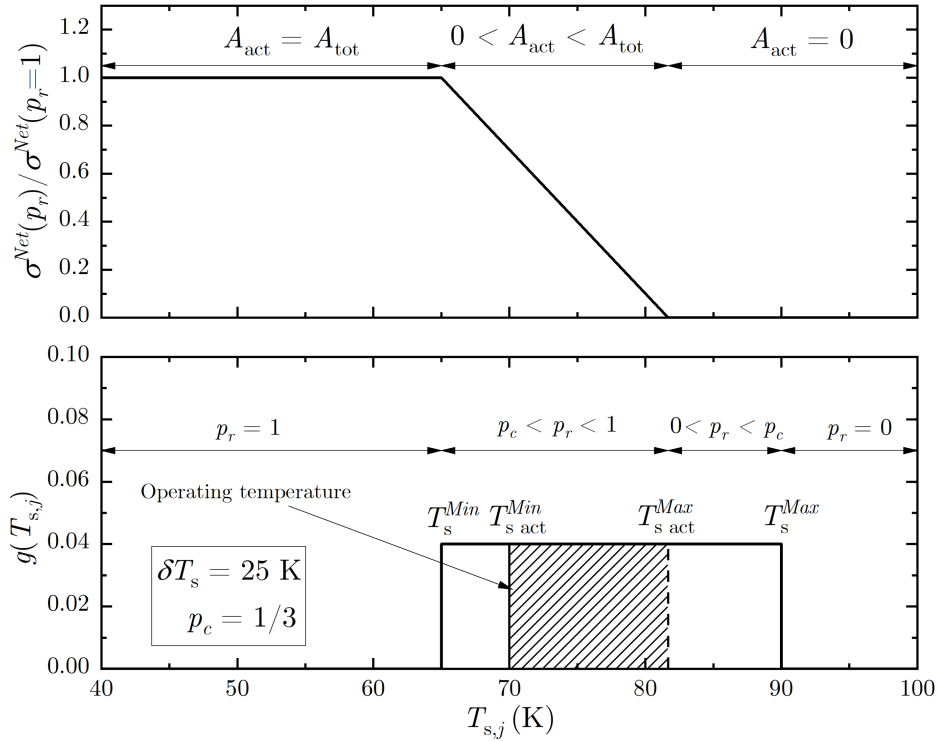 A_act = A_tot
0 < A_act < A_tot
A_act = 0
1.2
1.0
0.8
0.6
0.4
0.2
0.0
σ^Net(p_r) / σ^Net(p_r=1)
0.10
0.08
0.06
0.04
0.02
0.00
g(T_s,j)
p_r = 1
p_c < p_r < 1
0 < p_r < p_c
p_r = 0
Operating temperature
T_s^Min
T_s act^Min
T_s act^Max
T_s^Max
δT_s = 25 K
p_c = 1/3
40
50
60
70
80
90
100
T_s,j (K)